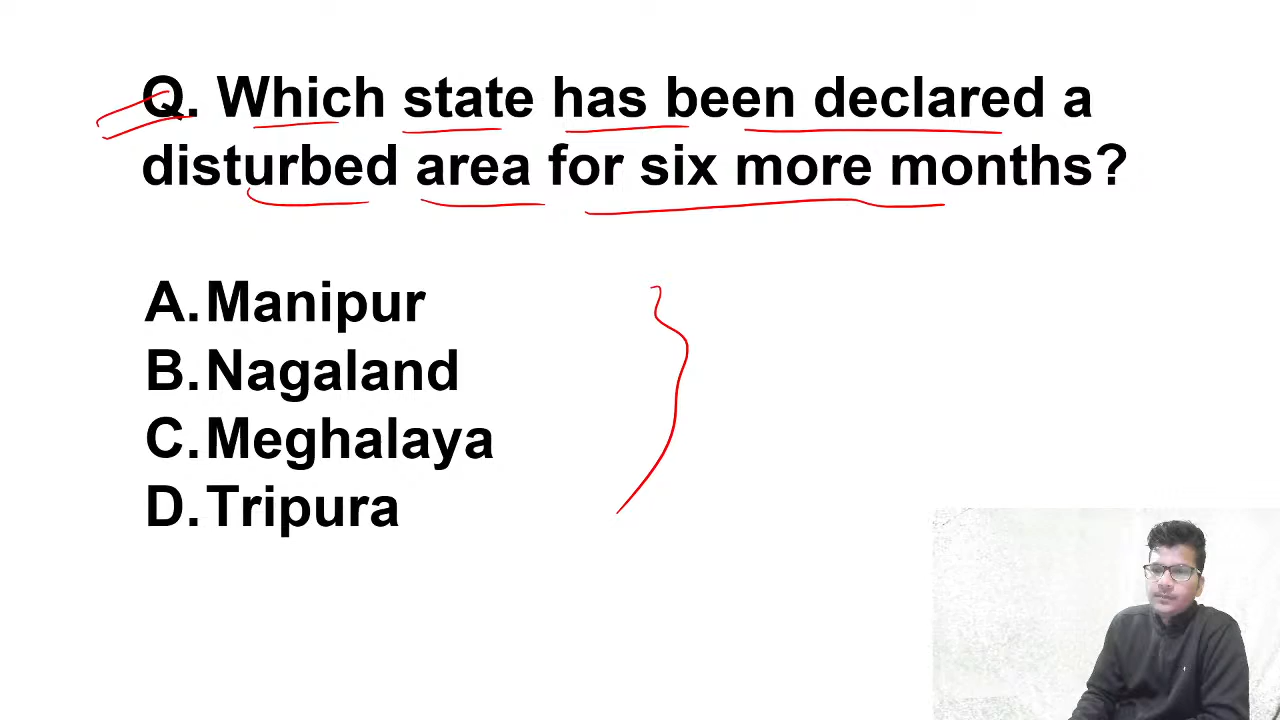 Q. Which state has been declared a
disturbed area for six more months?
A. Manipur
B. Nagaland
C. Meghalaya
D. Tripura